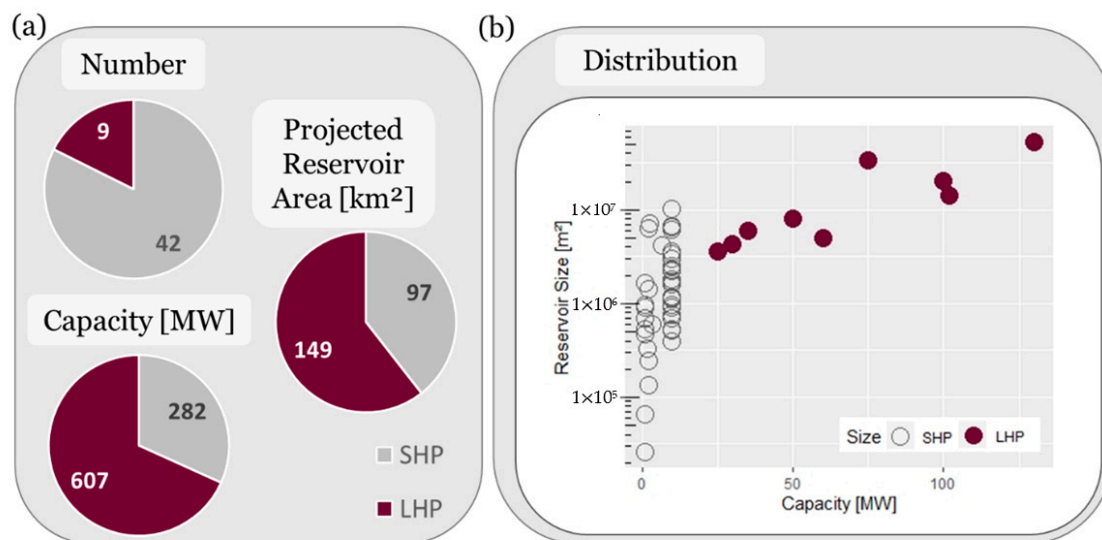 (a)
Number
9
42
Projected
Reservoir
Area [km²]
97
149
Capacity [MW]
282
607
SHP
LHP
(b)
Distribution
Reservoir Size [m²]
1×10⁷
1×10⁶
1×10⁵
Size SHP LHP
0 50 100
Capacity [MW]